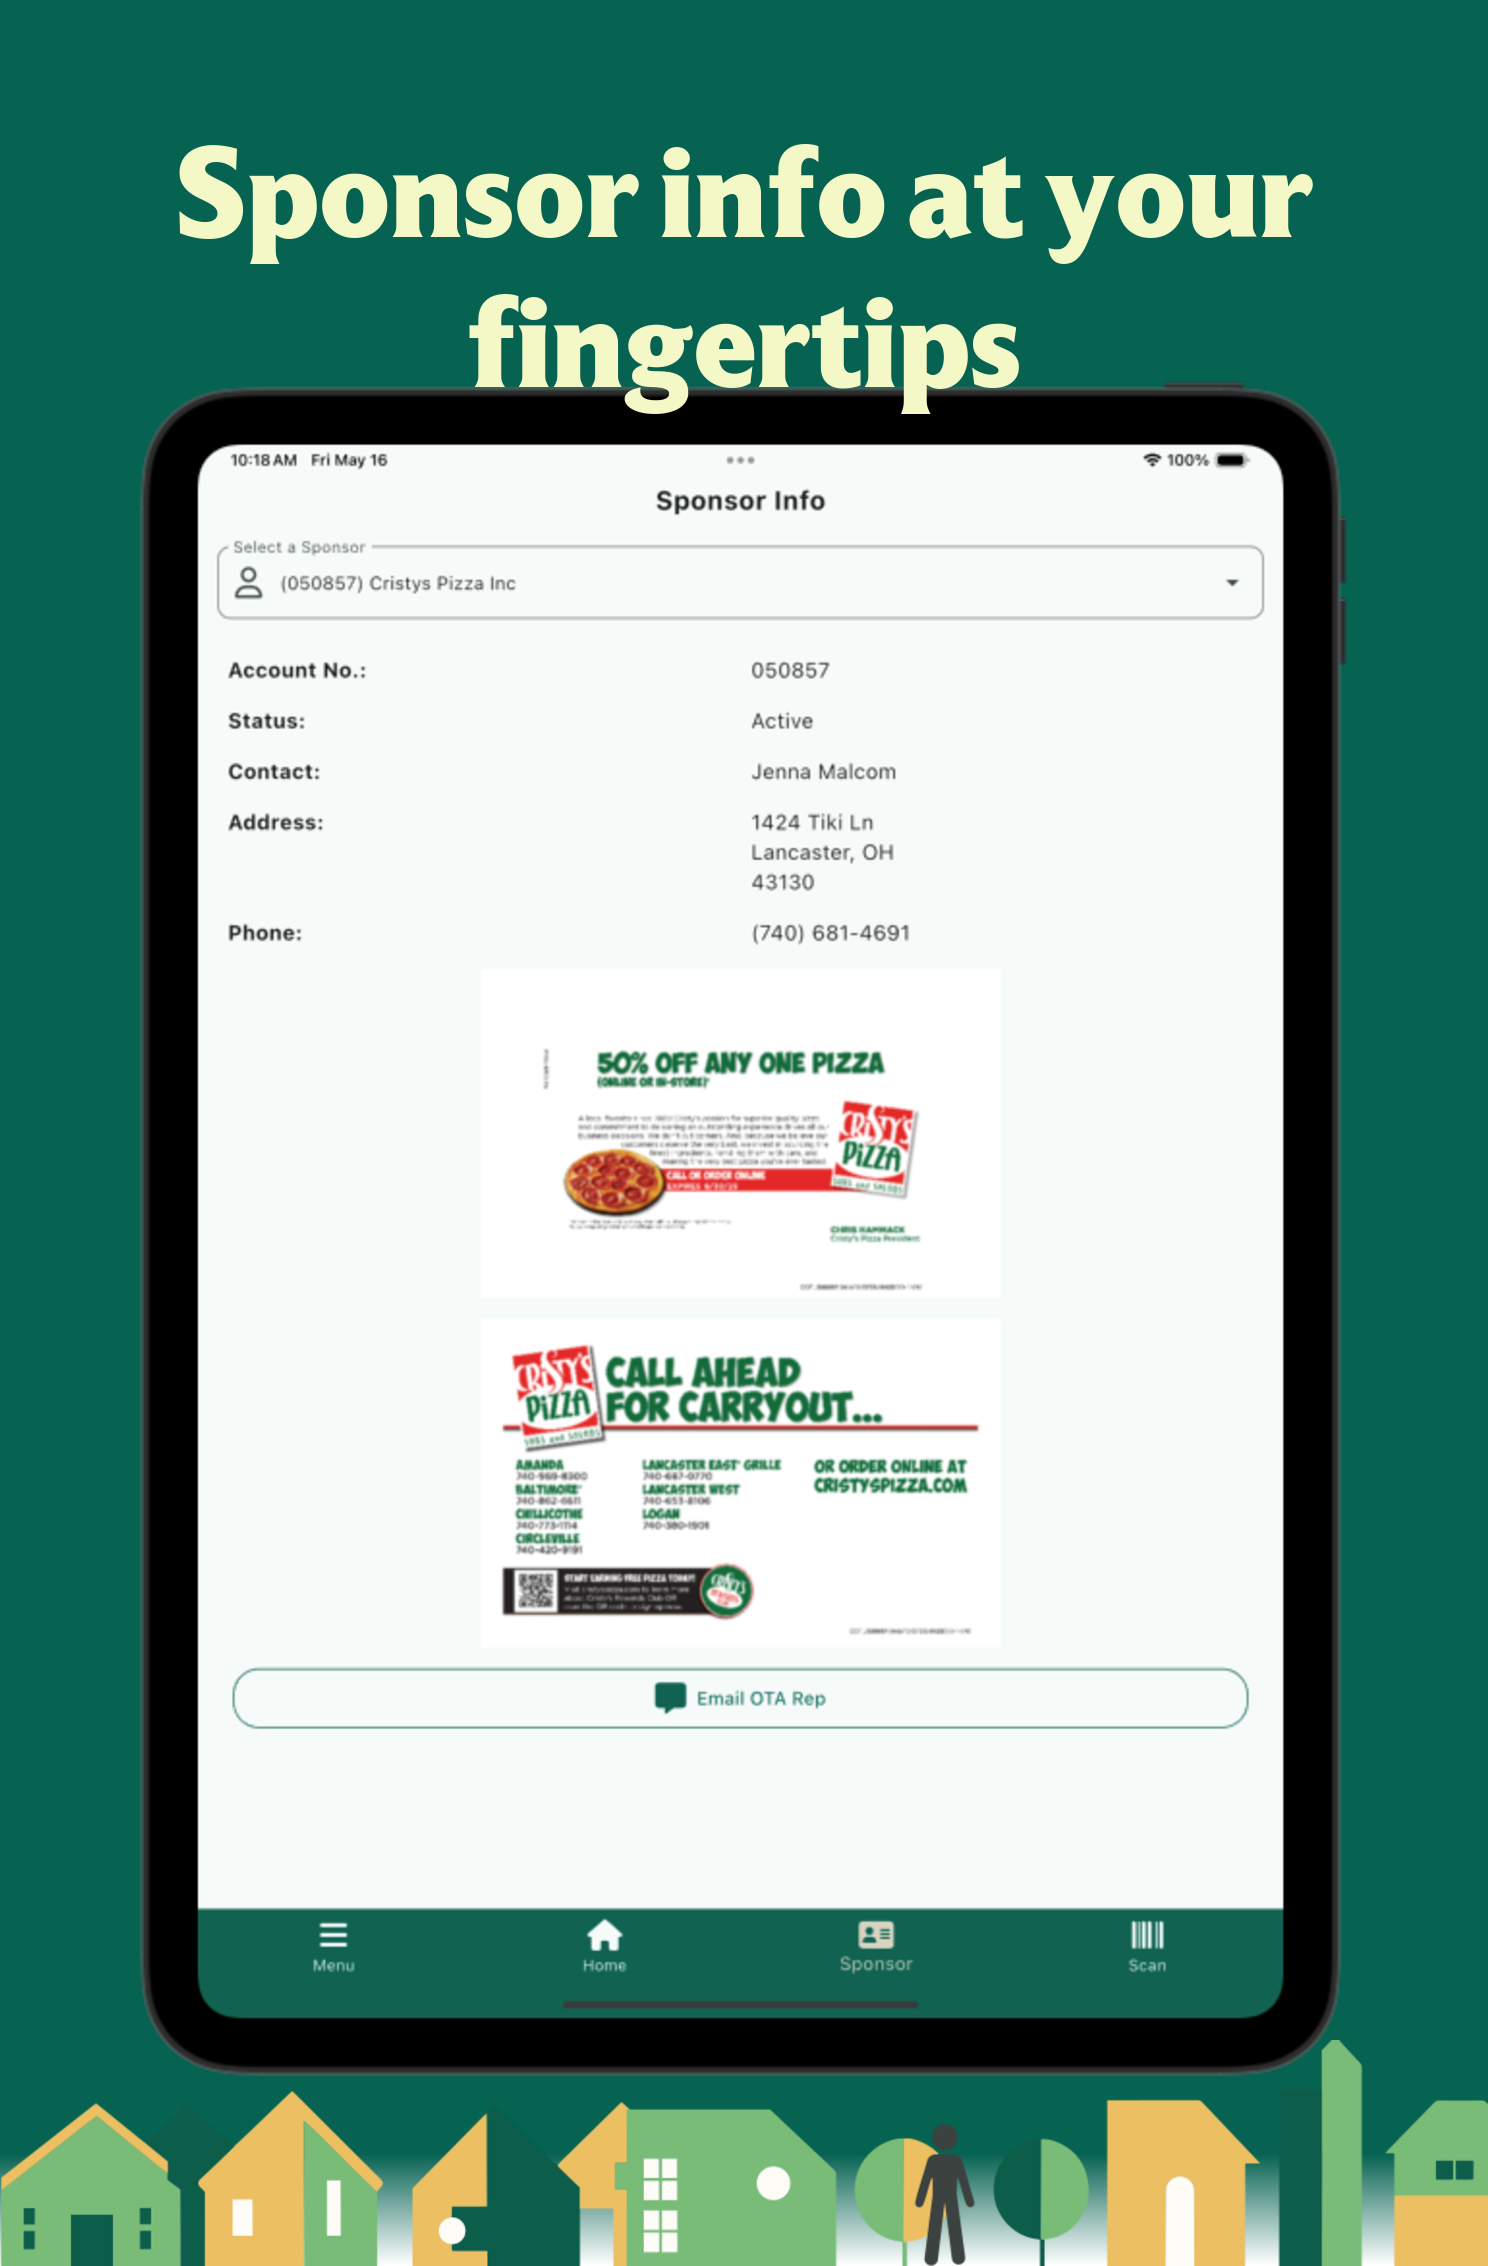 Sponsor info at your
fingertips
10:18 AM Fri May 16
100%
Sponsor Info
Select a Sponsor
(050857) Cristys Pizza Inc
Account No.: 050857
Status: Active
Contact: Jenna Malcom
Address: 1424 Tiki Ln
Lancaster, OH
43130
Phone: (740) 681-4691
50% OFF ANY ONE PIZZA
(ONLINE OR IN-STORE)*
CRISTY'S
PIZZA
SUBS and SALADS
CALL OR ORDER ONLINE
CHRIS HAMMACK
Cristy's Pizza President
CRISTY'S
PIZZA
SUBS and SALADS
CALL AHEAD
FOR CARRYOUT...
AMANDA
740-969-8300
BALTIMORE*
740-862-6611
CHILLICOTHE
740-773-1114
CIRCLEVILLE
740-420-9191
LANCASTER EAST* GRILLE
740-687-0770
LANCASTER WEST
740-653-8106
LOGAN
740-380-1901
OR ORDER ONLINE AT
CRISTYSPIZZA.COM
START EARNING FREE PIZZA TODAY!
Email OTA Rep
Menu
Home
Sponsor
Scan